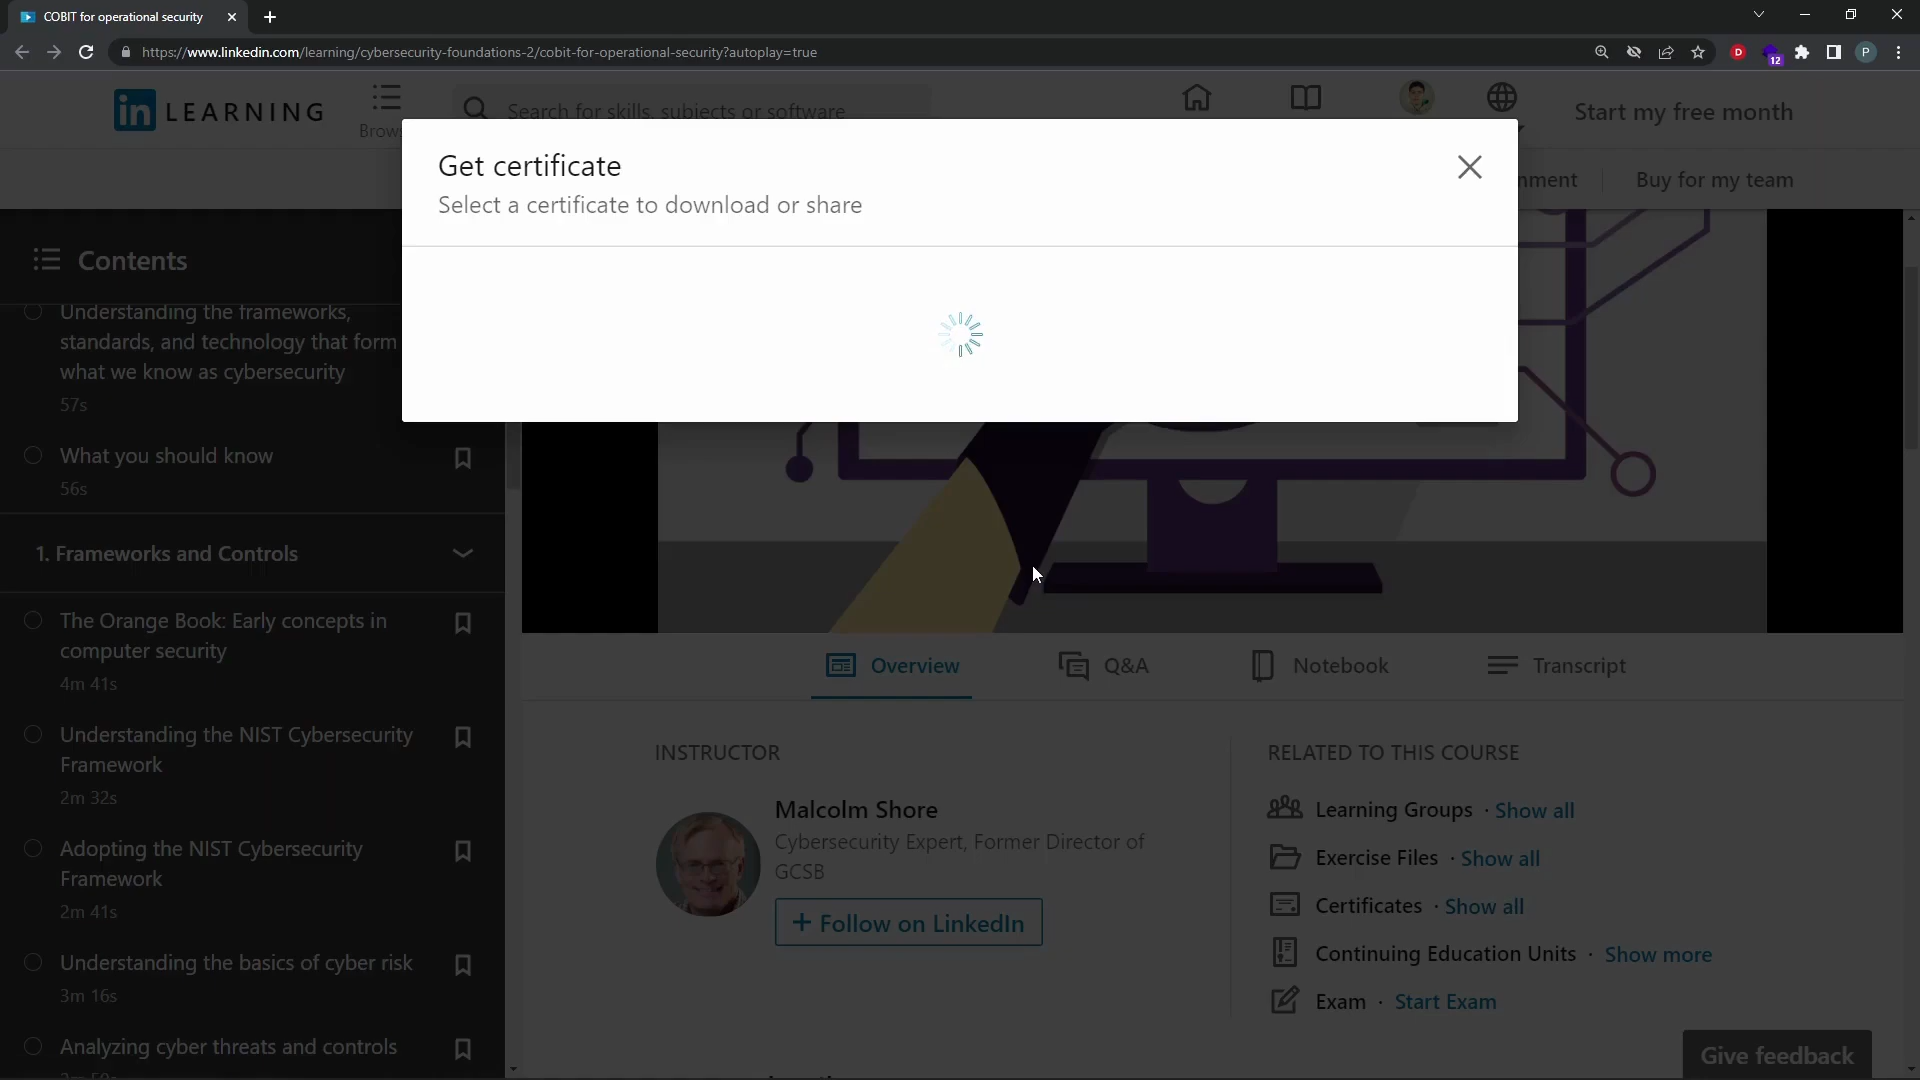 COBIT for operational security
https://www.linkedin.com/learning/cybersecurity-foundations-2/cobit-for-operational-security?autoplay=true
D
12
P
in LEARNING
Search for skills, subjects or software
Start my free month
Buy for my team
Get certificate
Select a certificate to download or share
Contents
Understanding the frameworks,
standards, and technology that form
what we know as cybersecurity
57s
What you should know
56s
1. Frameworks and Controls
The Orange Book: Early concepts in
computer security
4m 41s
Understanding the NIST Cybersecurity
Framework
2m 32s
Adopting the NIST Cybersecurity
Framework
2m 41s
Understanding the basics of cyber risk
3m 16s
Analyzing cyber threats and controls
Overview
Q&A
Notebook
Transcript
INSTRUCTOR
Malcolm Shore
Cybersecurity Expert, Former Director of
GCSB
+ Follow on LinkedIn
RELATED TO THIS COURSE
Learning Groups · Show all
Exercise Files · Show all
Certificates · Show all
Continuing Education Units · Show more
Exam · Start Exam
Give feedback